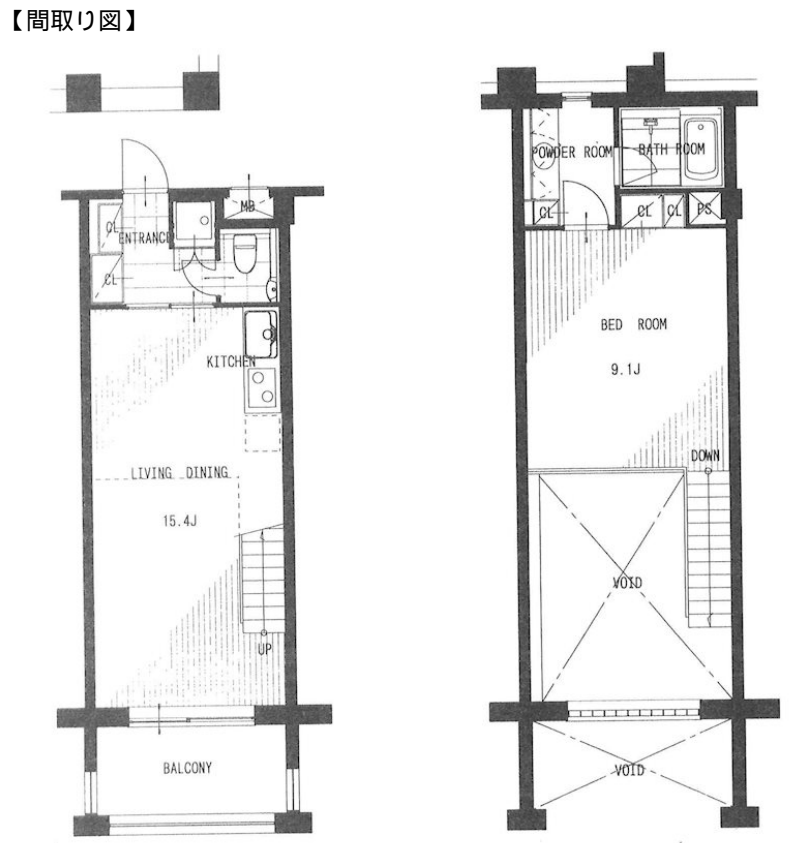 【間取り図】
MB
CL
ENTRANCE
CL
KITCHEN
LIVING DINING
15.4J
UP
BALCONY
POWDER ROOM
BATH ROOM
CL
CL
CL
PS
BED ROOM
9.1J
DOWN
VOID
VOID